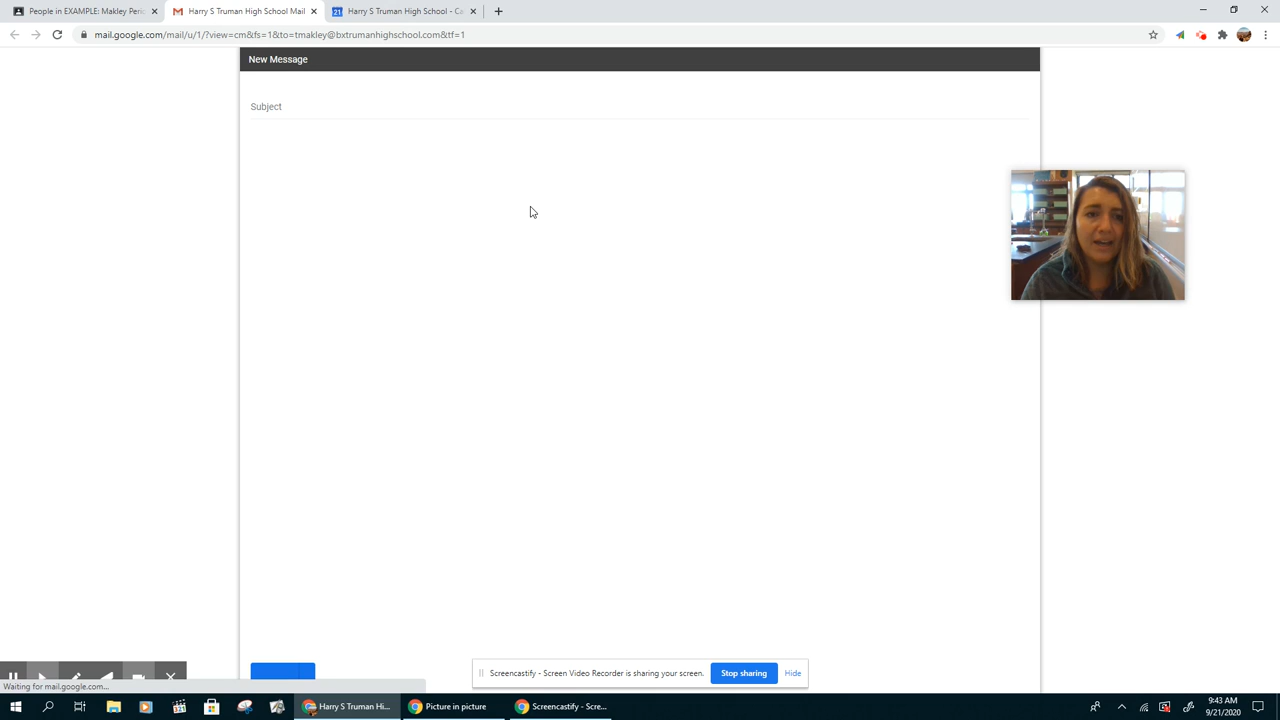 People in EXAMPLE: Makley Peric
Harry S Truman High School Mail
21
Harry S Truman High School - Ca
mail.google.com/mail/u/1/?view=cm&fs=1&to=tmakley@bxtrumanhighschool.com&tf=1
New Message
Subject
Screencastify - Screen Video Recorder is sharing your screen.
Stop sharing
Hide
Waiting for mail.google.com...
Harry S Truman Hi...
Picture in picture
Screencastify - Scre...
9:43 AM
9/21/2020